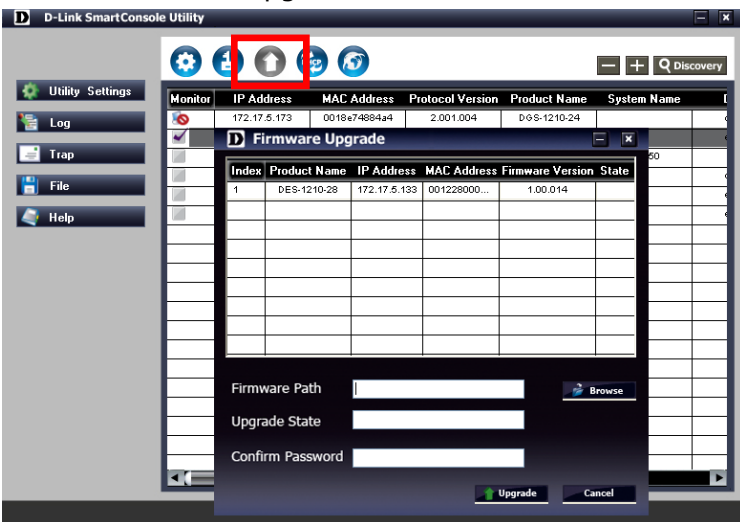 D-Link SmartConsole Utility
Discovery
Utility Settings
Log
Trap
File
Help
Monitor IP Address MAC Address Protocol Version Product Name System Name
172.17.5.173 0018e74884a4 2.001.004 DGS-1210-24
Firmware Upgrade
50
Index Product Name IP Address MAC Address Firmware Version State
1 DES-1210-28 172.17.5.133 001228000... 1.00.014
Firmware Path
Browse
Upgrade State
Confirm Password
Upgrade Cancel